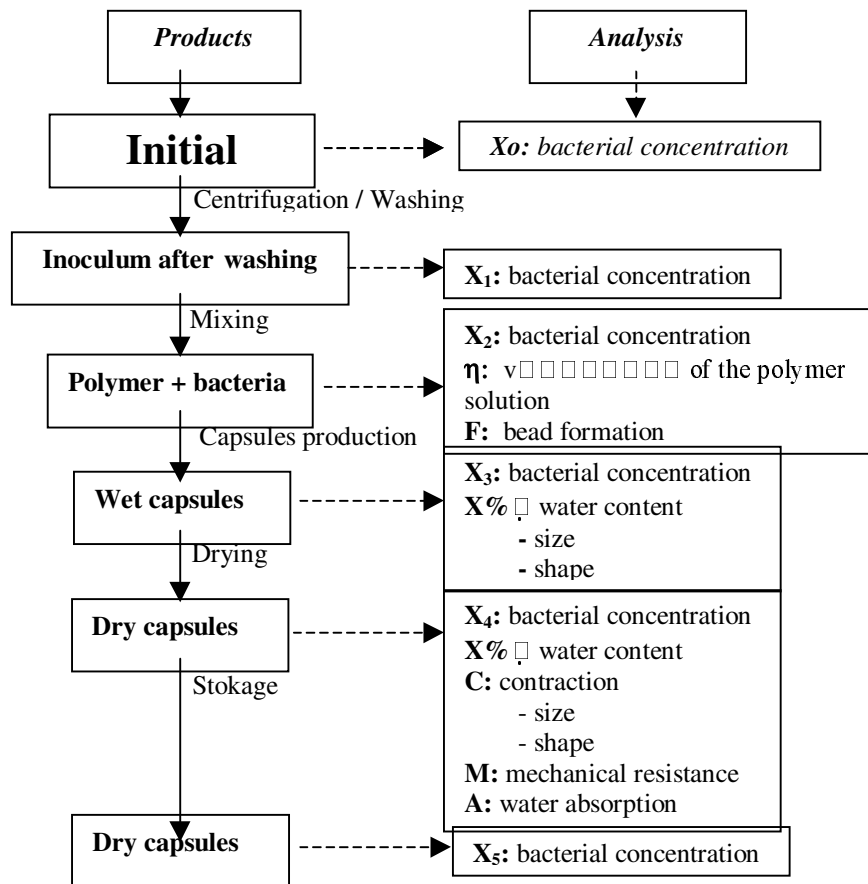 Products
Analysis
Initial
Xo: bacterial concentration
Centrifugation / Washing
Inoculum after washing
X₁: bacterial concentration
Mixing
Polymer + bacteria
X₂: bacterial concentration
η: v□□□□□□□□ of the polymer
solution
F: bead formation
Capsules production
Wet capsules
X₃: bacterial concentration
X% □ water content
- size
- shape
Drying
Dry capsules
X₄: bacterial concentration
X% □ water content
C: contraction
- size
- shape
M: mechanical resistance
A: water absorption
Stokage
Dry capsules
X₅: bacterial concentration